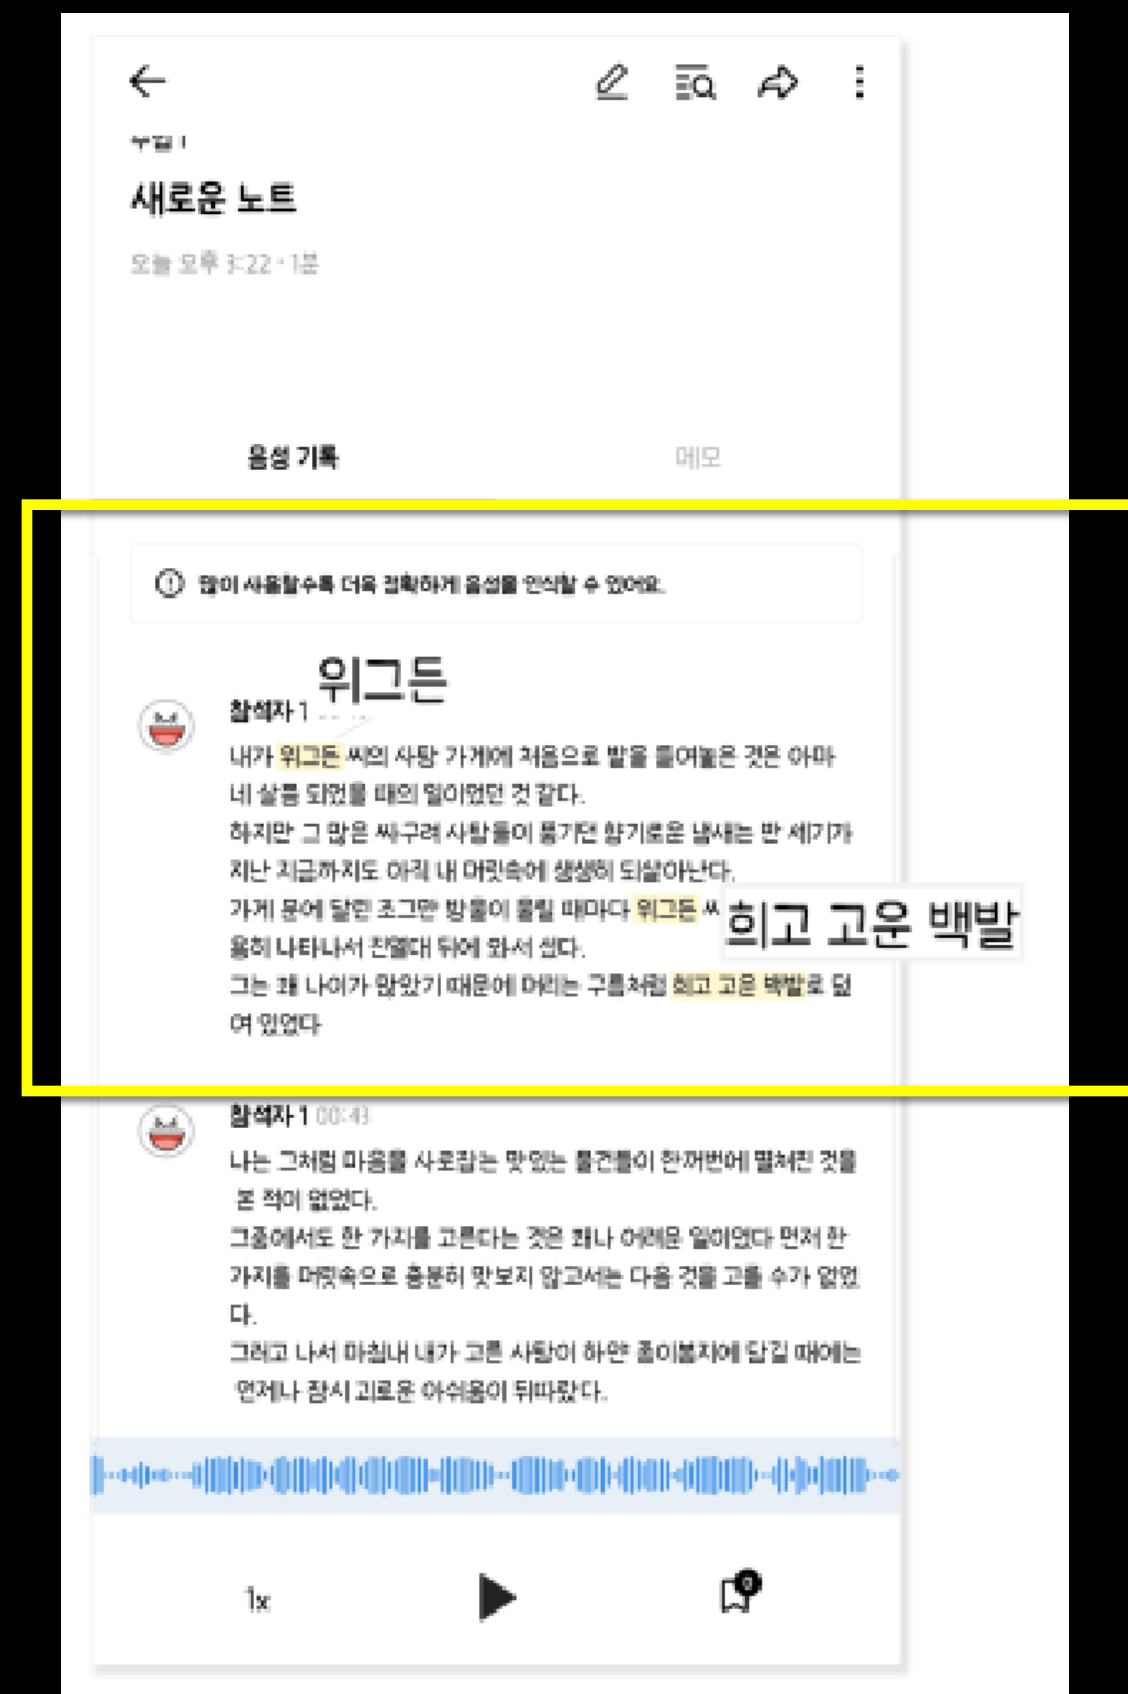 새로운 노트
오늘 오후 3:22 · 1분
음성 기록
메모
많이 사용할수록 더욱 정확하게 음성을 인식할 수 있어요.
위그든
참석자 1
내가 위그든 씨의 사탕 가게에 처음으로 발을 들여놓은 것은 아마
네 살쯤 되었을 때의 일이었던 것 같다.
하지만 그 많은 싸구려 사탕들이 풍기던 향기로운 냄새는 반 세기가
지난 지금까지도 아직 내 머릿속에 생생히 되살아난다.
가게 문에 달린 조그만 방울이 울릴 때마다 위그든 씨
희고 고운 백발
용히 나타나서 진열대 뒤에 와서 섰다.
그는 꽤 나이가 많았기 때문에 머리는 구름처럼 희고 고운 백발로 덮
여 있었다
참석자 1 00:43
나는 그처럼 마음을 사로잡는 맛있는 물건들이 한꺼번에 펼쳐진 것을
본 적이 없었다.
그중에서도 한 가지를 고른다는 것은 꽤나 어려운 일이었다 먼저 한
가지를 머릿속으로 충분히 맛보지 않고서는 다음 것을 고를 수가 없었
다.
그러고 나서 마침내 내가 고른 사탕이 하얀 종이봉지에 담길 때에는
언제나 잠시 괴로운 아쉬움이 뒤따랐다.
1x
0